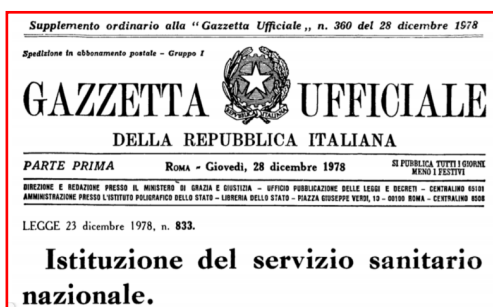 Supplemento ordinario alla “Gazzetta Ufficiale„ n. 360 del 28 dicembre 1978
Spedizione in abbonamento postale - Gruppo I
GAZZETTA UFFICIALE
DELLA REPUBBLICA ITALIANA
PARTE PRIMA
ROMA - Giovedì, 28 dicembre 1978
SI PUBBLICA TUTTI I GIORNI
MENO I FESTIVI
DIREZIONE E REDAZIONE PRESSO IL MINISTERO DI GRAZIA E GIUSTIZIA - UFFICIO PUBBLICAZIONE DELLE LEGGI E DECRETI - CENTRALINO 65101
AMMINISTRAZIONE PRESSO L'ISTITUTO POLIGRAFICO DELLO STATO - LIBRERIA DELLO STATO - PIAZZA GIUSEPPE VERDI, 10 - 00100 ROMA - CENTRALINO 8508
LEGGE 23 dicembre 1978, n. 833.
Istituzione del servizio sanitario
nazionale.